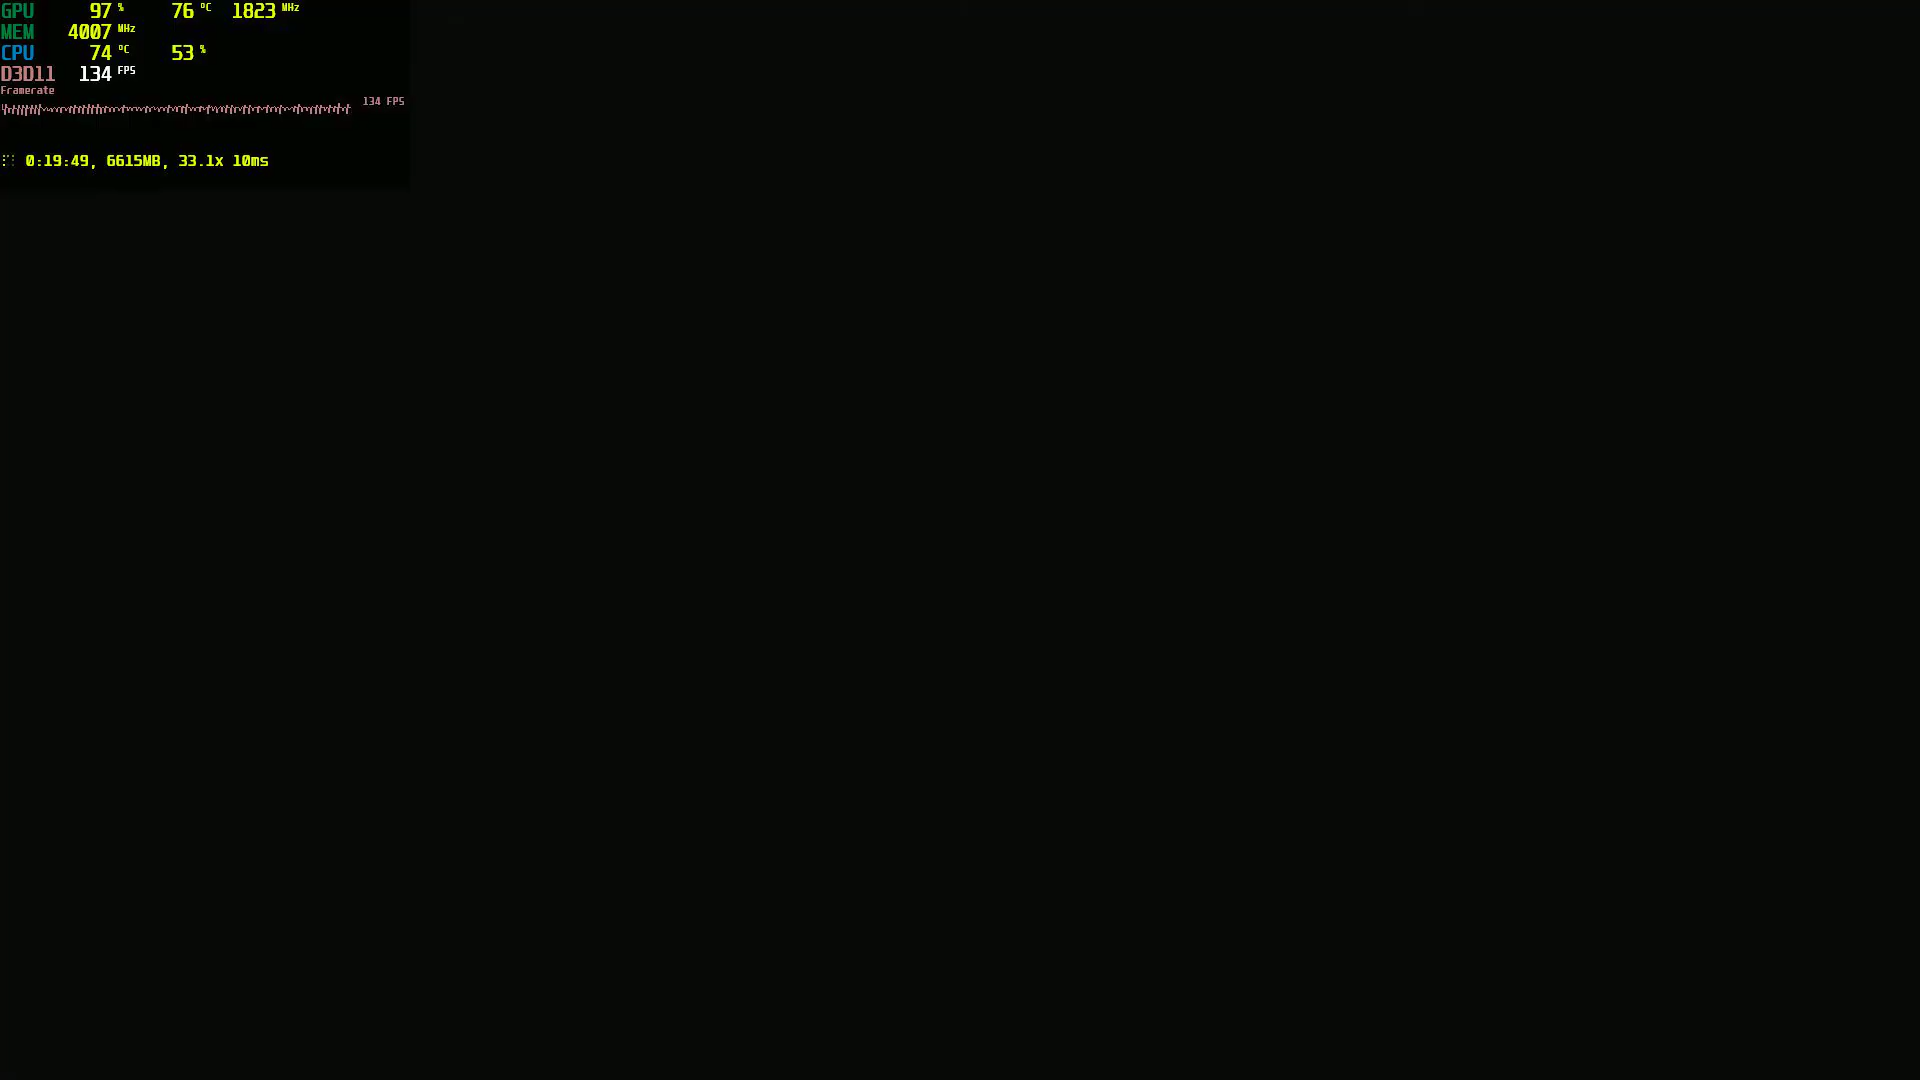 GPU 97 % 76 °C 1823 MHz
MEM 4007 MHz
CPU 74 °C 53 %
D3D11 134 FPS
Framerate
134 FPS
0:19:49, 6615MB, 33.1x 10ms